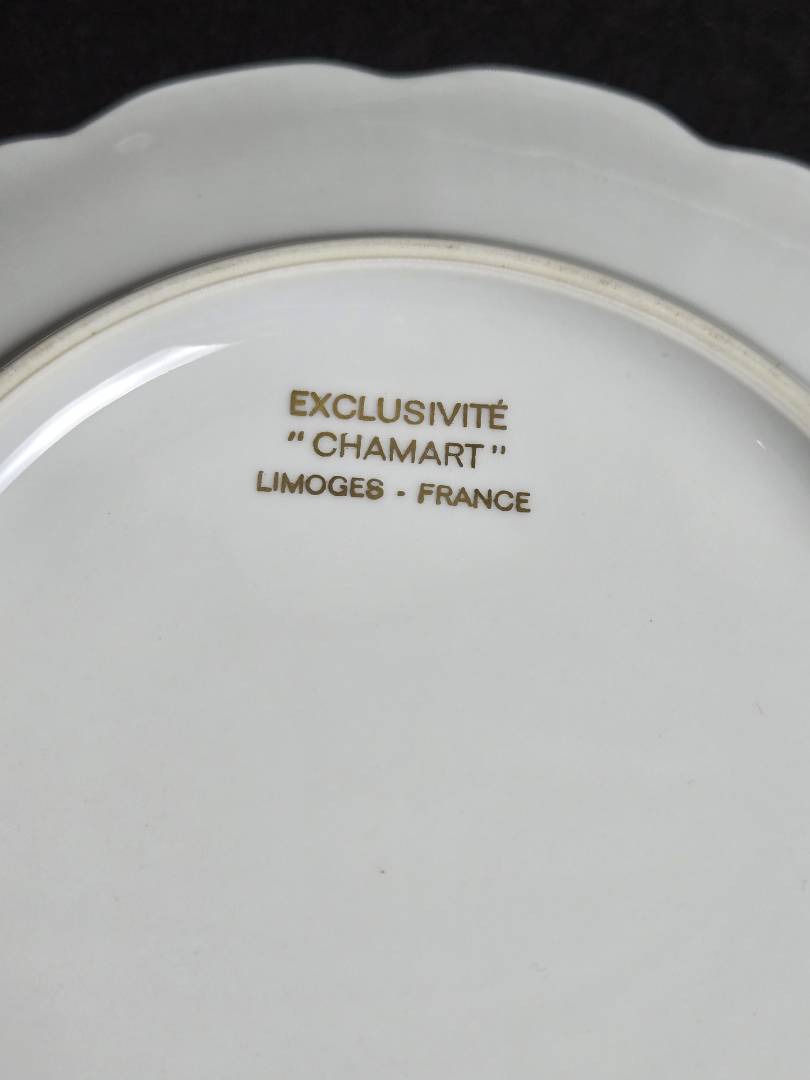 EXCLUSIVITÉ
"CHAMART"
LIMOGES - FRANCE